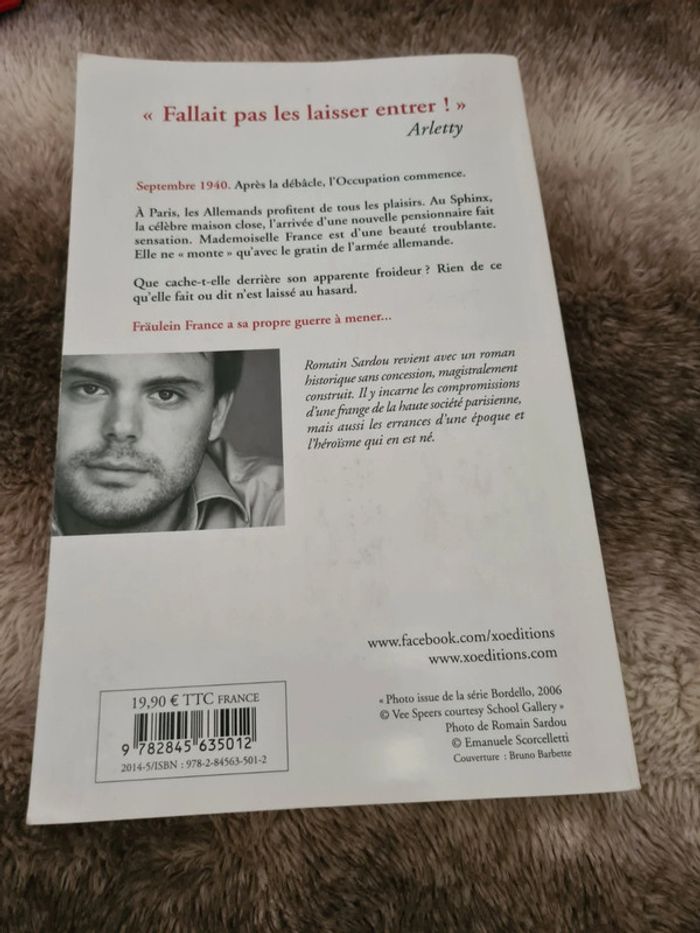 « Fallait pas les laisser entrer ! »
Arletty
Septembre 1940. Après la débâcle, l'Occupation commence.
À Paris, les Allemands profitent de tous les plaisirs. Au Sphinx,
la célèbre maison close, l'arrivée d'une nouvelle pensionnaire fait
sensation. Mademoiselle France est d'une beauté troublante.
Elle ne « monte » qu'avec le gratin de l'armée allemande.
Que cache-t-elle derrière son apparente froideur ? Rien de ce
qu'elle fait ou dit n'est laissé au hasard.
Fräulein France a sa propre guerre à mener...
Romain Sardou revient avec un roman
historique sans concession, magistralement
construit. Il y incarne les compromissions
d'une frange de la haute société parisienne,
mais aussi les errances d'une époque et
l'héroïsme qui en est né.
www.facebook.com/xoeditions
www.xoeditions.com
19,90 € TTC FRANCE
9 782845 635012
2014-5/ISBN : 978-2-84563-501-2
« Photo issue de la série Bordello, 2006
© Vee Speers courtesy School Gallery »
Photo de Romain Sardou
© Emanuele Scorcelletti
Couverture : Bruno Barbette